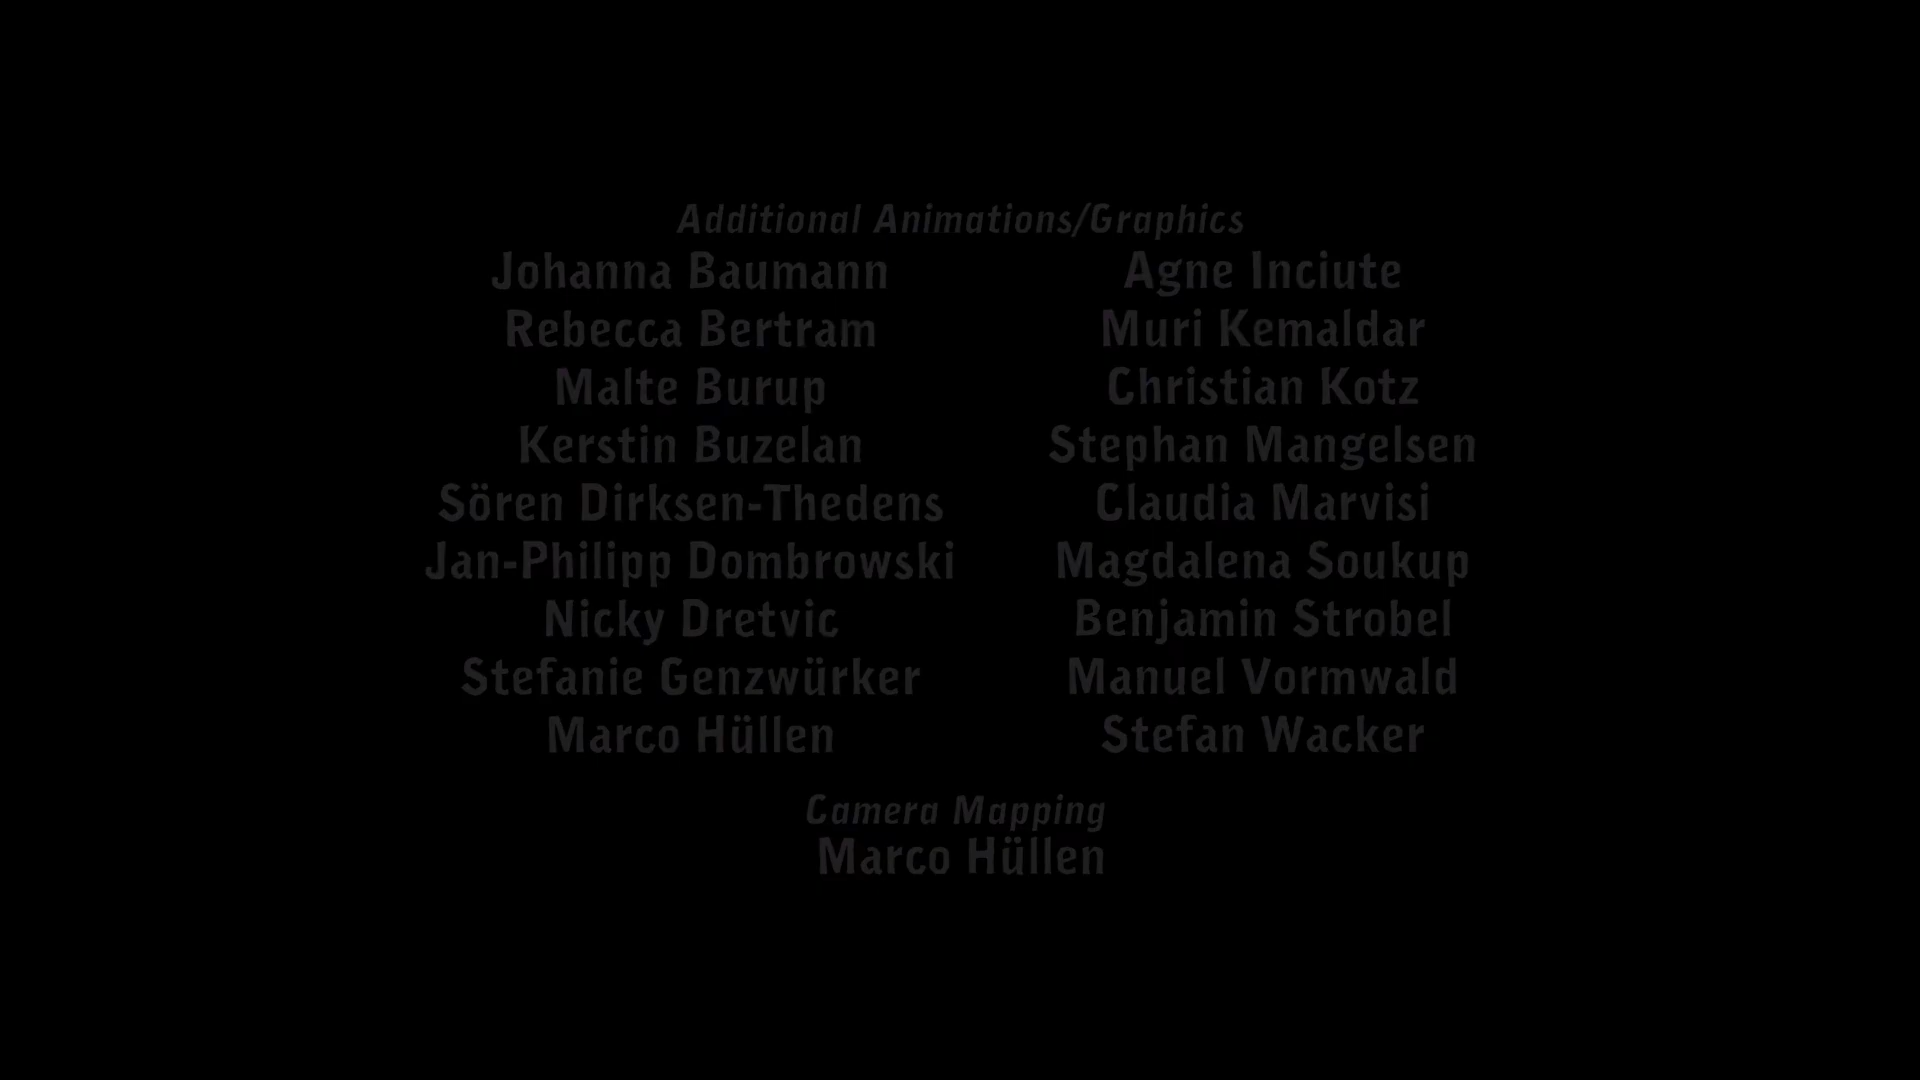 Additional Animations/Graphics
Johanna Baumann
Rebecca Bertram
Malte Burup
Kerstin Buzelan
Sören Dirksen-Thedens
Jan-Philipp Dombrowski
Nicky Dretvic
Stefanie Genzwürker
Marco Hüllen
Agne Inciute
Muri Kemaldar
Christian Kotz
Stephan Mangelsen
Claudia Marvisi
Magdalena Soukup
Benjamin Strobel
Manuel Vormwald
Stefan Wacker
Camera Mapping
Marco Hüllen